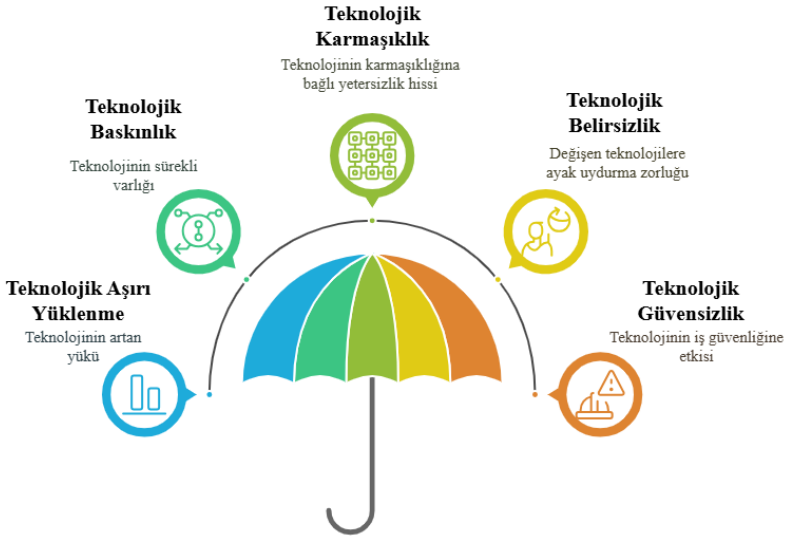 Teknolojik
Karmaşıklık
Teknolojinin karmaşıklığına
bağlı yetersizlik hissi
Teknolojik
Baskınlık
Teknolojinin sürekli
varlığı
Teknolojik
Belirsizlik
Değişen teknolojilere
ayak uydurma zorluğu
Teknolojik Aşırı
Yüklenme
Teknolojinin artan
yükü
Teknolojik
Güvensizlik
Teknolojinin iş güvenliğine
etkisi